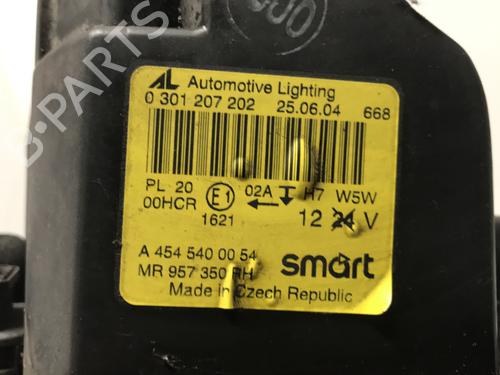 AL Automotive Lighting
0 301 207 202 25.06.04 668
PL 20 02A H7 W5W
00HCR E1
1621 12 24 V
A 454 540 00 54
MR 957 350 RH smart
Made in Czech Republic
B-Parts